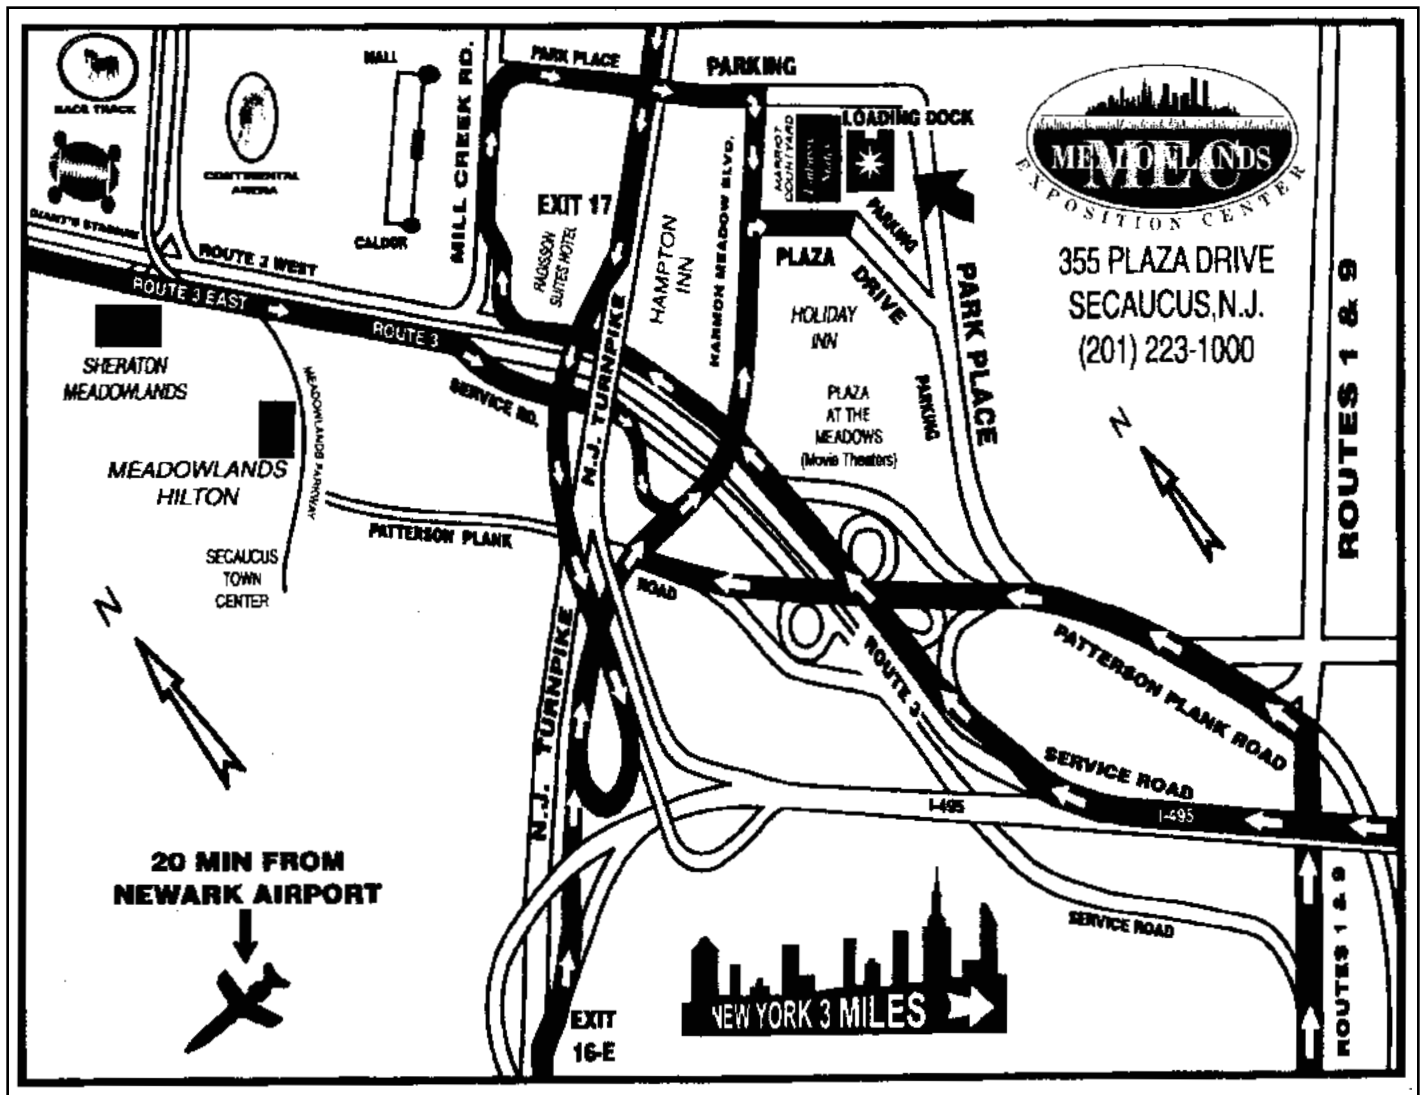 RACE TRACK
GIANT'S STADIUM
CONTINENTAL
ARENA
MALL
CALDOR
MILL CREEK RD.
PARK PLACE
PARKING
LOADING DOCK
MARRIOT
COUNTYARD
Embassy
Suites
HARMON MEADOW BLVD.
EXIT 17
RADISSON
SUITES HOTEL
HAMPTON
INN
PLAZA
DRIVE
PARKING
HOLIDAY
INN
PLAZA
AT THE
MEADOWS
(Movie Theaters)
PARKING
PARK PLACE
MEADOWLANDS
MEC
EXPOSITION CENTER
355 PLAZA DRIVE
SECAUCUS, N.J.
(201) 223-1000
ROUTES 1 & 9
N
ROUTE 3 WEST
ROUTE 3 EAST
ROUTE 3
SERVICE RD.
N.J. TURNPIKE
SHERATON
MEADOWLANDS
MEADOWLANDS
HILTON
MEADOWLANDS PARKWAY
PATTERSON PLANK
ROAD
SECAUCUS
TOWN
CENTER
N
N.J. TURNPIKE
ROUTE 3
PATTERSON PLANK ROAD
SERVICE ROAD
I-495
I-495
SERVICE ROAD
ROUTES 1 & 9
20 MIN FROM
NEWARK AIRPORT
EXIT
16-E
NEW YORK 3 MILES